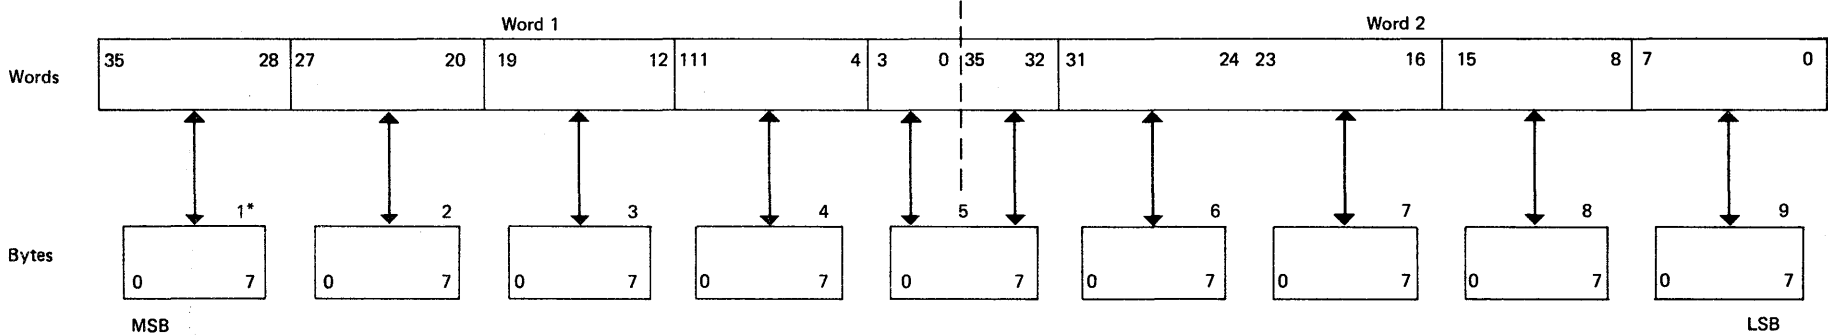 Word 1 Word 2
Words 35 28 27 20 19 12 111 4 3 0 35 32 31 24 23 16 15 8 7 0
1* 2 3 4 5 6 7 8 9
Bytes
0 7 0 7 0 7 0 7 0 7 0 7 0 7 0 7 0 7
MSB LSB